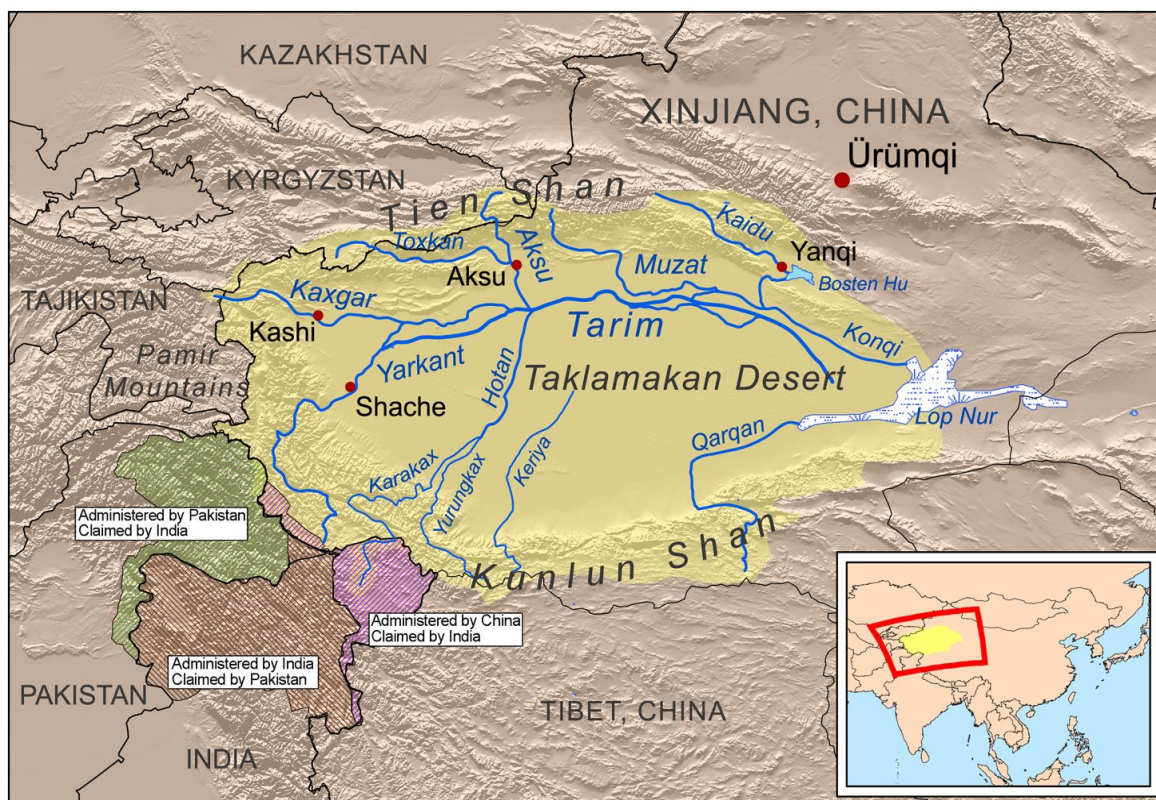 KAZAKHSTAN
XINJIANG, CHINA
Ürümqi
KYRGYZSTAN
Tien Shan
Toxkan
Aksu
Aksu
Kaidu
Yanqi
Muzat
Bosten Hu
TAJIKISTAN
Kaxgar
Kashi
Tarim
Konqi
Pamir
Mountains
Yarkant
Hotan
Taklamakan Desert
Shache
Lop Nur
Qarqan
Karakax
Yurungkax
Keriya
Administered by Pakistan
Claimed by India
Kunlun Shan
Administered by China
Claimed by India
Administered by India
Claimed by Pakistan
PAKISTAN
TIBET, CHINA
INDIA